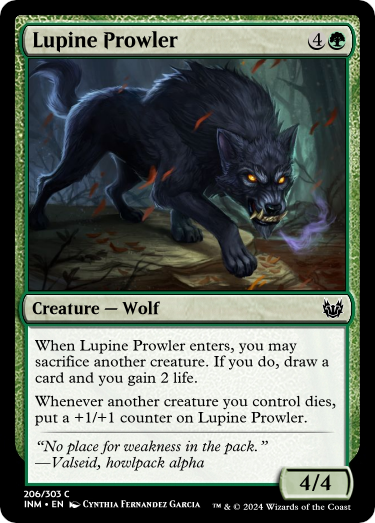 Lupine Prowler 4
Creature — Wolf
When Lupine Prowler enters, you may
sacrifice another creature. If you do, draw a
card and you gain 2 life.
Whenever another creature you control dies,
put a +1/+1 counter on Lupine Prowler.
“No place for weakness in the pack.”
—Valseid, howlpack alpha
4/4
206/303 C
INM • EN Cynthia Fernandez Garcia ™ & © 2024 Wizards of the Coast